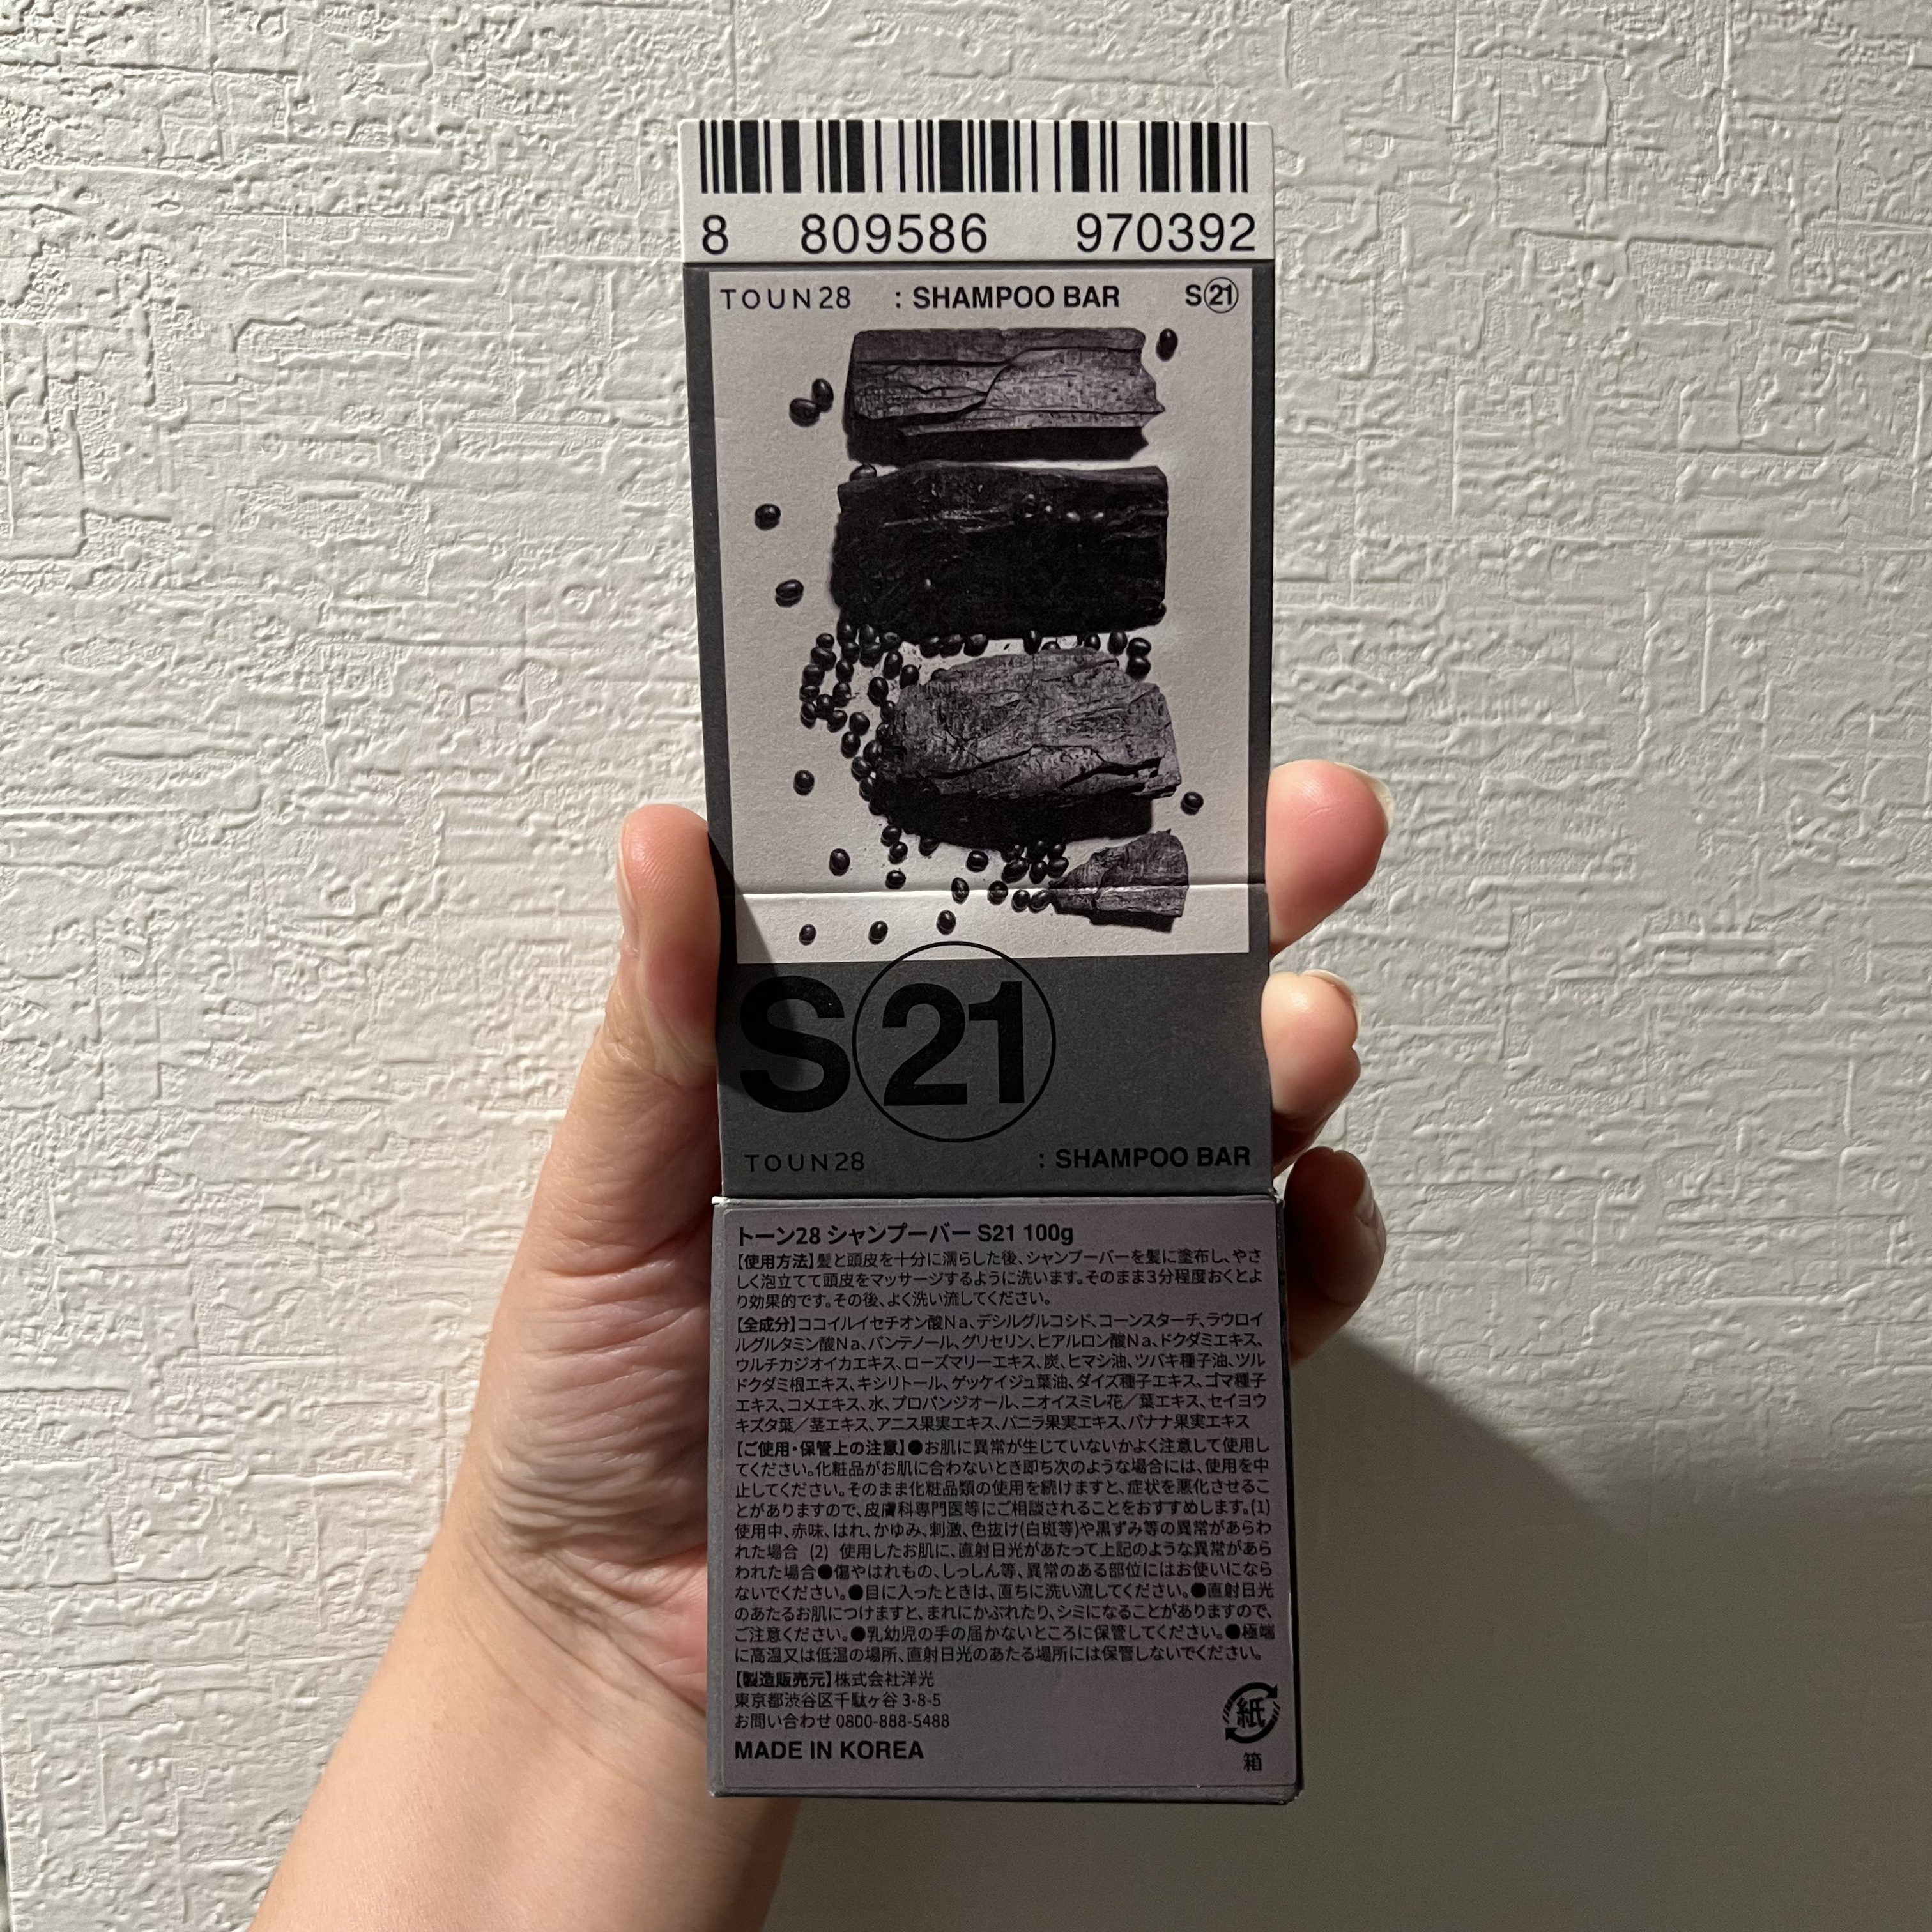 8 809586 970392
TOUN28 : SHAMPOO BAR S㉑
S㉑
TOUN28 : SHAMPOO BAR
トーン28 シャンプーバー S21 100g
【使用方法】髪と頭皮を十分に濡らした後、シャンプーバーを髪に塗布し、やさ
しく泡立てて頭皮をマッサージするように洗います。そのまま3分程度おくとよ
り効果的です。その後、よく洗い流してください。
【全成分】ココイルイセチオン酸Na、デシルグルコシド、コーンスターチ、ラウロイ
ルグルタミン酸Na、パンテノール、グリセリン、ヒアルロン酸Na、ドクダミエキス、
ウルチカジオイカエキス、ローズマリーエキス、炭、ヒマシ油、ツバキ種子油、ツル
ドクダミ根エキス、キシリトール、ゲッケイジュ葉油、ダイズ種子エキス、ゴマ種子
エキス、コメエキス、水、プロパンジオール、ニオイスミレ花／葉エキス、セイヨウ
キズタ葉／茎エキス、アニス果実エキス、バニラ果実エキス、バナナ果実エキス
【ご使用・保管上の注意】●お肌に異常が生じていないかよく注意して使用し
てください。化粧品がお肌に合わないとき即ち次のような場合には、使用を中
止してください。そのまま化粧品類の使用を続けますと、症状を悪化させるこ
とがありますので、皮膚科専門医等にご相談されることをおすすめします。(1)
使用中、赤味、はれ、かゆみ、刺激、色抜け(白斑等)や黒ずみ等の異常があらわ
れた場合 (2) 使用したお肌に、直射日光があたって上記のような異常があら
われた場合●傷やはれもの、しっしん等、異常のある部位にはお使いになら
ないでください。●目に入ったときは、直ちに洗い流してください。●直射日光
のあたるお肌につけますと、まれにかぶれたり、シミになることがありますので、
ご注意ください。●乳幼児の手の届かないところに保管してください。●極端
に高温又は低温の場所、直射日光のあたる場所には保管しないでください。
【製造販売元】株式会社洋光
東京都渋谷区千駄ヶ谷 3-8-5
お問い合わせ 0800-888-5488
MADE IN KOREA
紙
箱